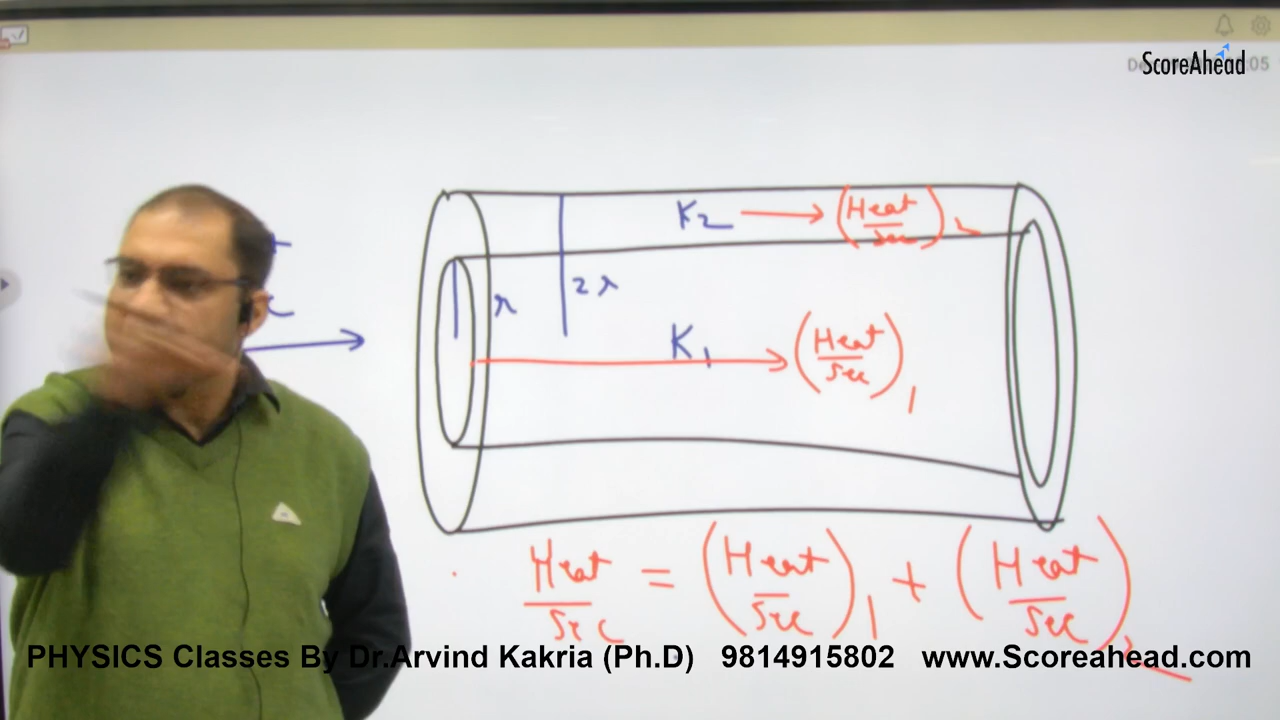 ScoreAhead
05
K2 → (Heat/sec)2
r
2r
K1
(Heat/sec)1
Heat/Sec = (Heat/Sec)1 + (Heat/Sec)2
PHYSICS Classes By Dr.Arvind Kakria (Ph.D) 9814915802 www.Scoreahead.com